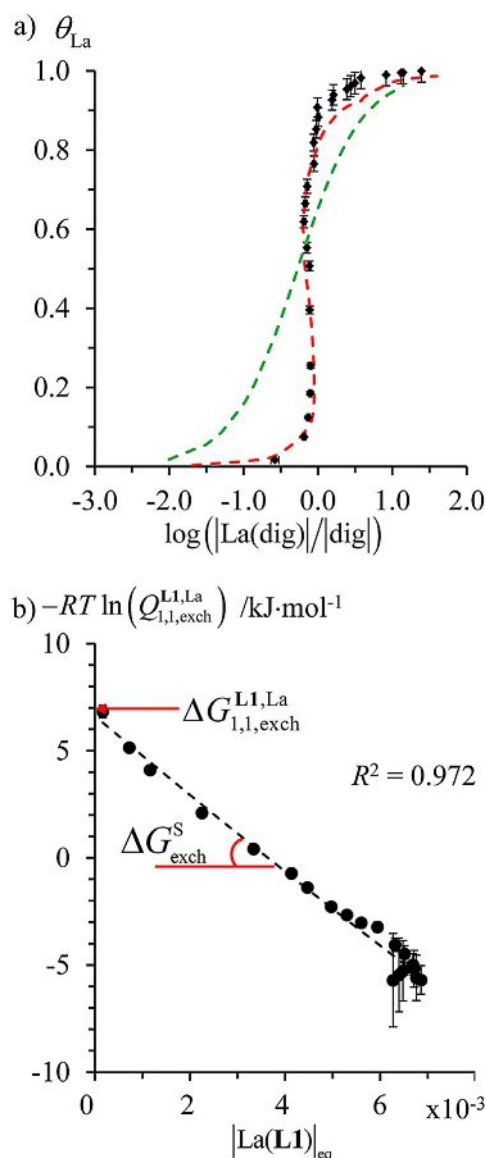 a) θ_La
1.0
0.8
0.6
0.4
0.2
0.0
-3.0 -2.0 -1.0 0.0 1.0 2.0
log(|La(dig)|/|dig|)
b) −RT ln(Q_{1,1,exch}^{L1,La}) /kJ·mol⁻¹
10
ΔG_{1,1,exch}^{L1,La}
5
R² = 0.972
ΔG_{exch}^{S}
0
-5
-10
0 2 4 6 x10⁻³
|La(L1)|_eq